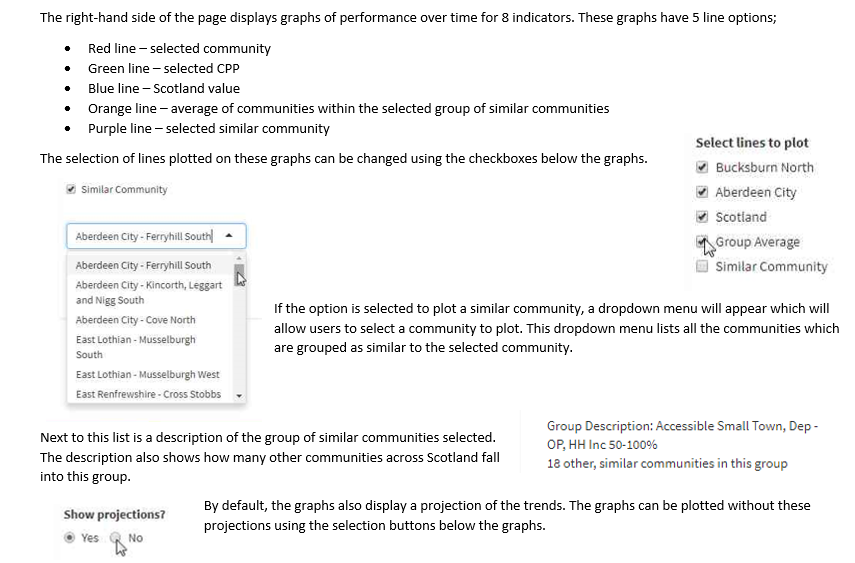 The right-hand side of the page displays graphs of performance over time for 8 indicators. These graphs have 5 line options;
• Red line – selected community
• Green line – selected CPP
• Blue line – Scotland value
• Orange line – average of communities within the selected group of similar communities
• Purple line – selected similar community
The selection of lines plotted on these graphs can be changed using the checkboxes below the graphs.
Select lines to plot
Bucksburn North
Aberdeen City
Scotland
Group Average
Similar Community
Similar Community
Aberdeen City - Ferryhill South
Aberdeen City - Ferryhill South
Aberdeen City - Kincorth, Leggart
and Nigg South
Aberdeen City - Cove North
East Lothian - Musselburgh
South
East Lothian - Musselburgh West
East Renfrewshire - Cross Stobbs
If the option is selected to plot a similar community, a dropdown menu will appear which will
allow users to select a community to plot. This dropdown menu lists all the communities which
are grouped as similar to the selected community.
Next to this list is a description of the group of similar communities selected.
The description also shows how many other communities across Scotland fall
into this group.
Group Description: Accessible Small Town, Dep -
OP, HH Inc 50-100%
18 other, similar communities in this group
Show projections?
Yes No
By default, the graphs also display a projection of the trends. The graphs can be plotted without these
projections using the selection buttons below the graphs.